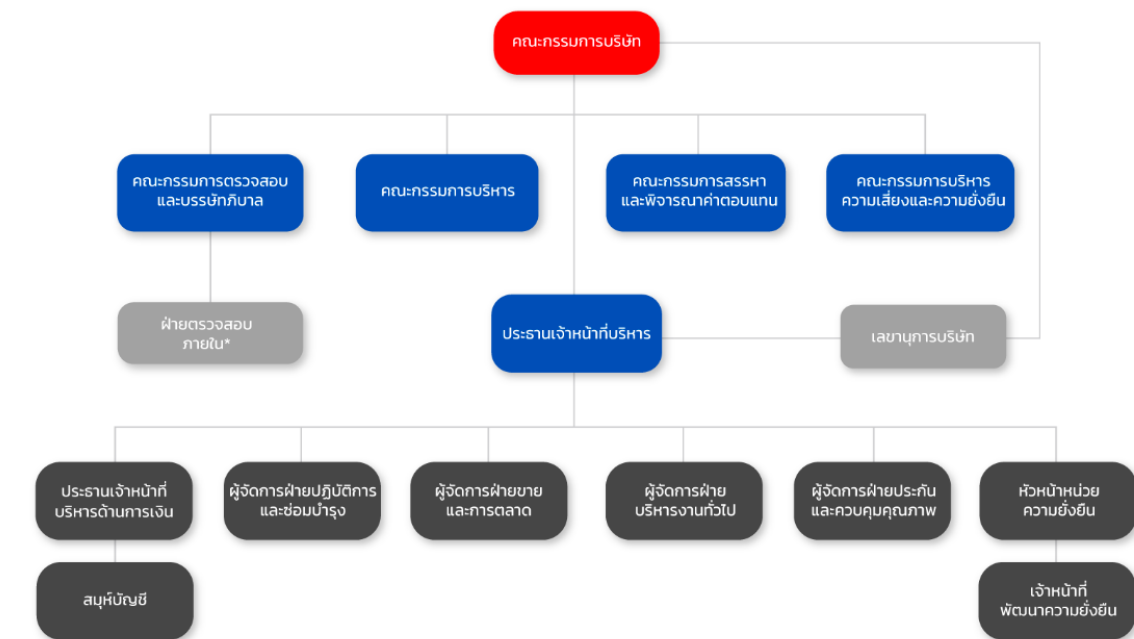 คณะกรรมการบริษัท
คณะกรรมการตรวจสอบ
และบรรษัทภิบาล
คณะกรรมการบริหาร
คณะกรรมการสรรหา
และพิจารณาค่าตอบแทน
คณะกรรมการบริหาร
ความเสี่ยงและความยั่งยืน
ฝ่ายตรวจสอบ
ภายใน*
ประธานเจ้าหน้าที่บริหาร
เลขานุการบริษัท
ประธานเจ้าหน้าที่
บริหารด้านการเงิน
ผู้จัดการฝ่ายปฏิบัติการ
และซ่อมบำรุง
ผู้จัดการฝ่ายขาย
และการตลาด
ผู้จัดการฝ่าย
บริหารงานทั่วไป
ผู้จัดการฝ่ายประกัน
และควบคุมคุณภาพ
หัวหน้าหน่วย
ความยั่งยืน
สมุห์บัญชี
เจ้าหน้าที่
พัฒนาความยั่งยืน